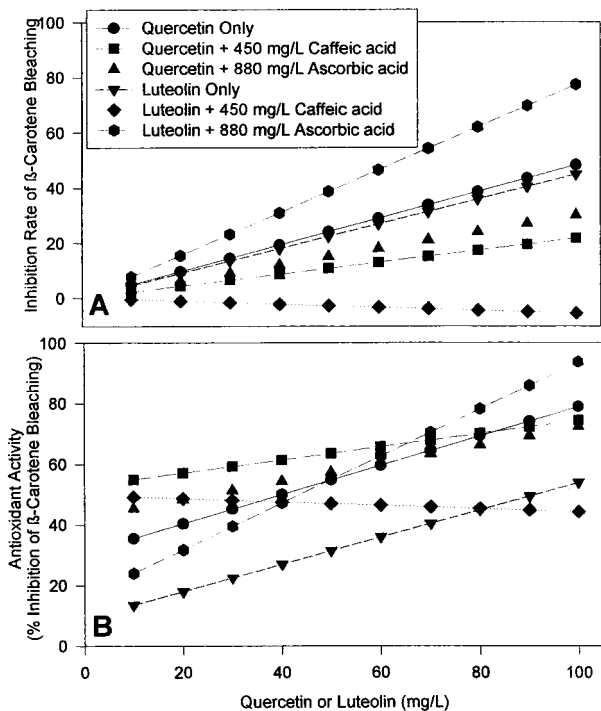 100
80
60
40
20
0
Inhibition Rate of ß-Carotene Bleaching
Quercetin Only
Quercetin + 450 mg/L Caffeic acid
Quercetin + 880 mg/L Ascorbic acid
Luteolin Only
Luteolin + 450 mg/L Caffeic acid
Luteolin + 880 mg/L Ascorbic acid
A
100
80
60
40
20
0
Antioxidant Activity
(% Inhibition of ß-Carotene Bleaching)
B
0 20 40 60 80 100
Quercetin or Luteolin (mg/L)